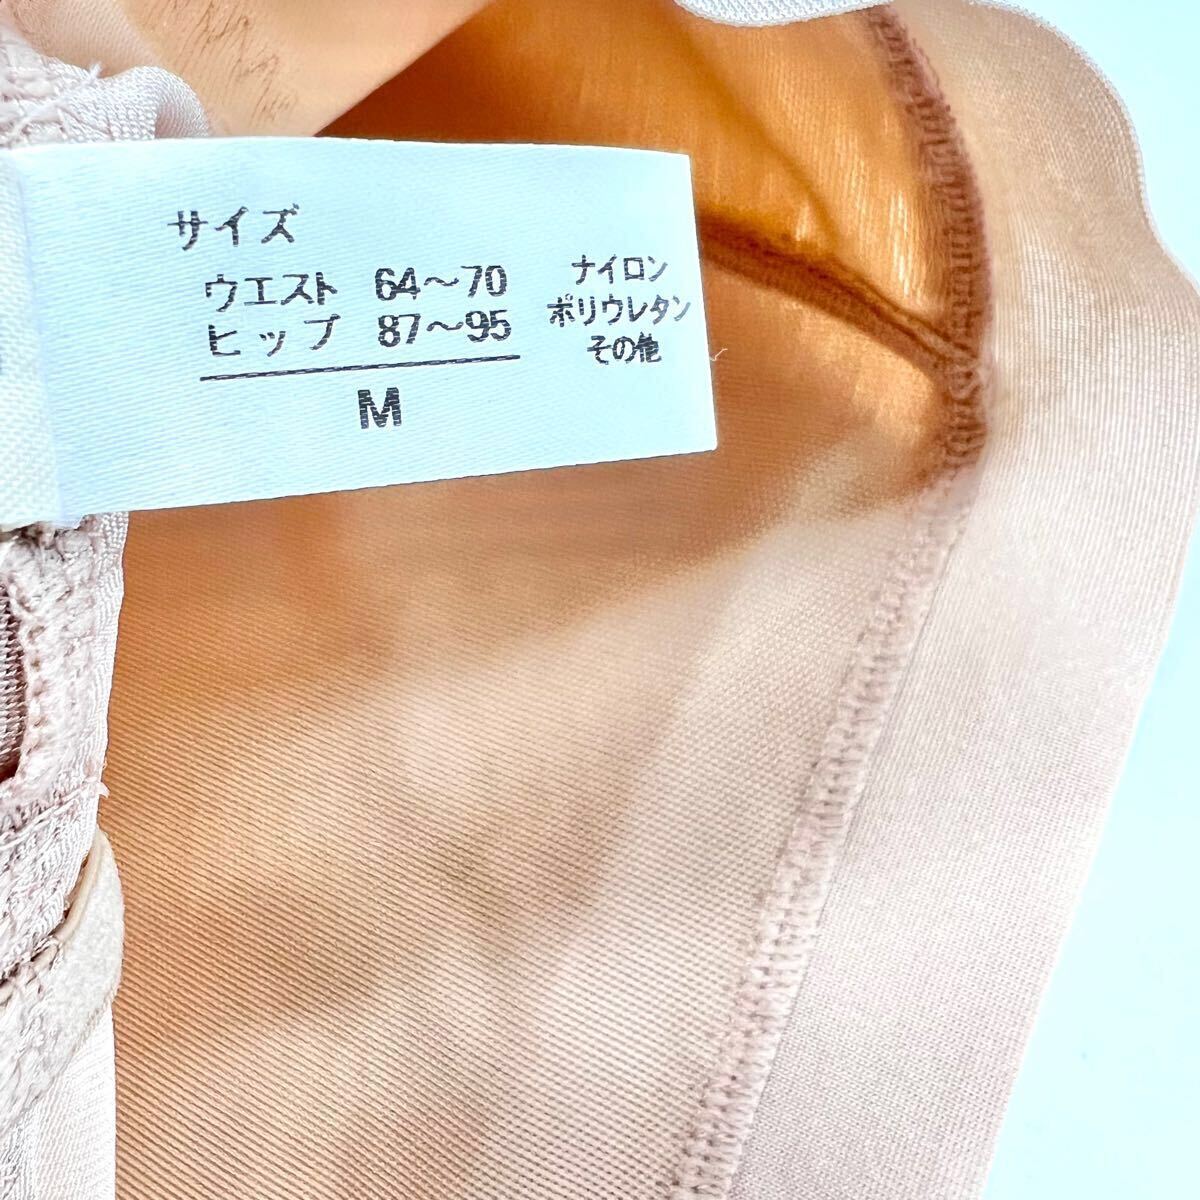 サイズ
ウエスト 64〜70
ヒップ 87〜95
M
ナイロン
ポリウレタン
その他